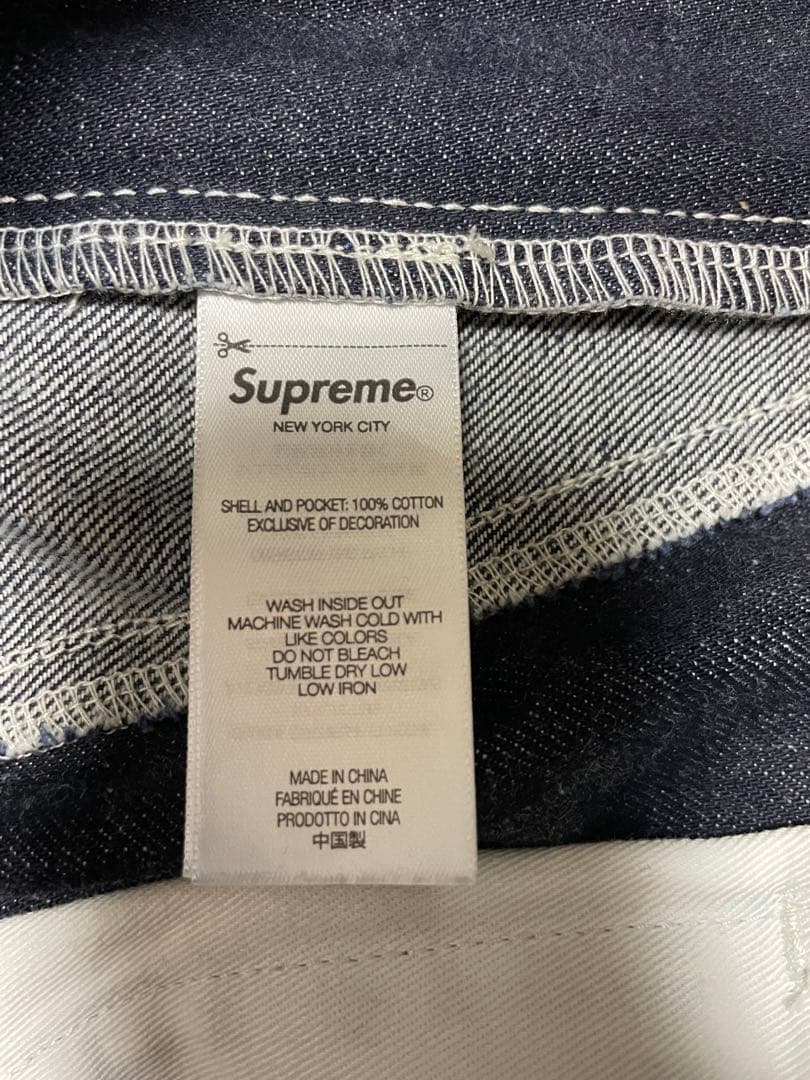 Supreme®
NEW YORK CITY
SHELL AND POCKET: 100% COTTON
EXCLUSIVE OF DECORATION
WASH INSIDE OUT
MACHINE WASH COLD WITH
LIKE COLORS
DO NOT BLEACH
TUMBLE DRY LOW
LOW IRON
MADE IN CHINA
FABRIQUÉ EN CHINE
PRODOTTO IN CINA
中国製